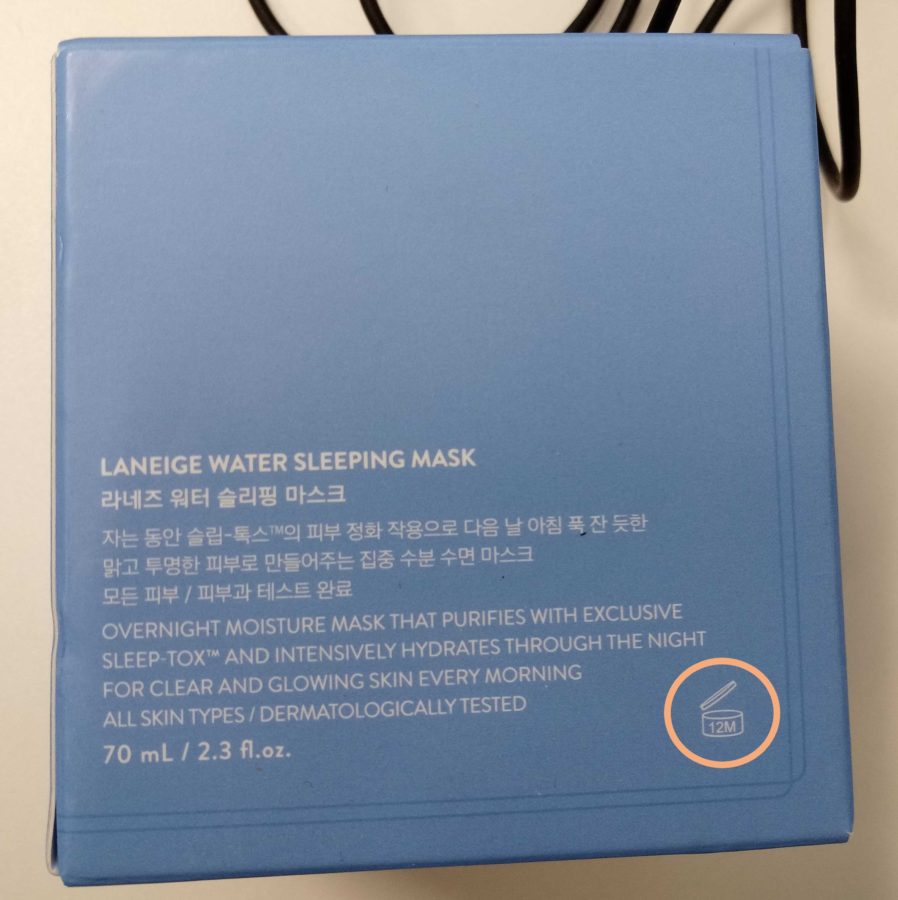 LANEIGE WATER SLEEPING MASK
라네즈 워터 슬리핑 마스크
자는 동안 슬립-톡스™의 피부 정화 작용으로 다음 날 아침 푹 잔 듯한
맑고 투명한 피부로 만들어주는 집중 수분 수면 마스크
모든 피부 / 피부과 테스트 완료
OVERNIGHT MOISTURE MASK THAT PURIFIES WITH EXCLUSIVE
SLEEP-TOX™ AND INTENSIVELY HYDRATES THROUGH THE NIGHT
FOR CLEAR AND GLOWING SKIN EVERY MORNING
ALL SKIN TYPES / DERMATOLOGICALLY TESTED
70 mL / 2.3 fl.oz.
12M